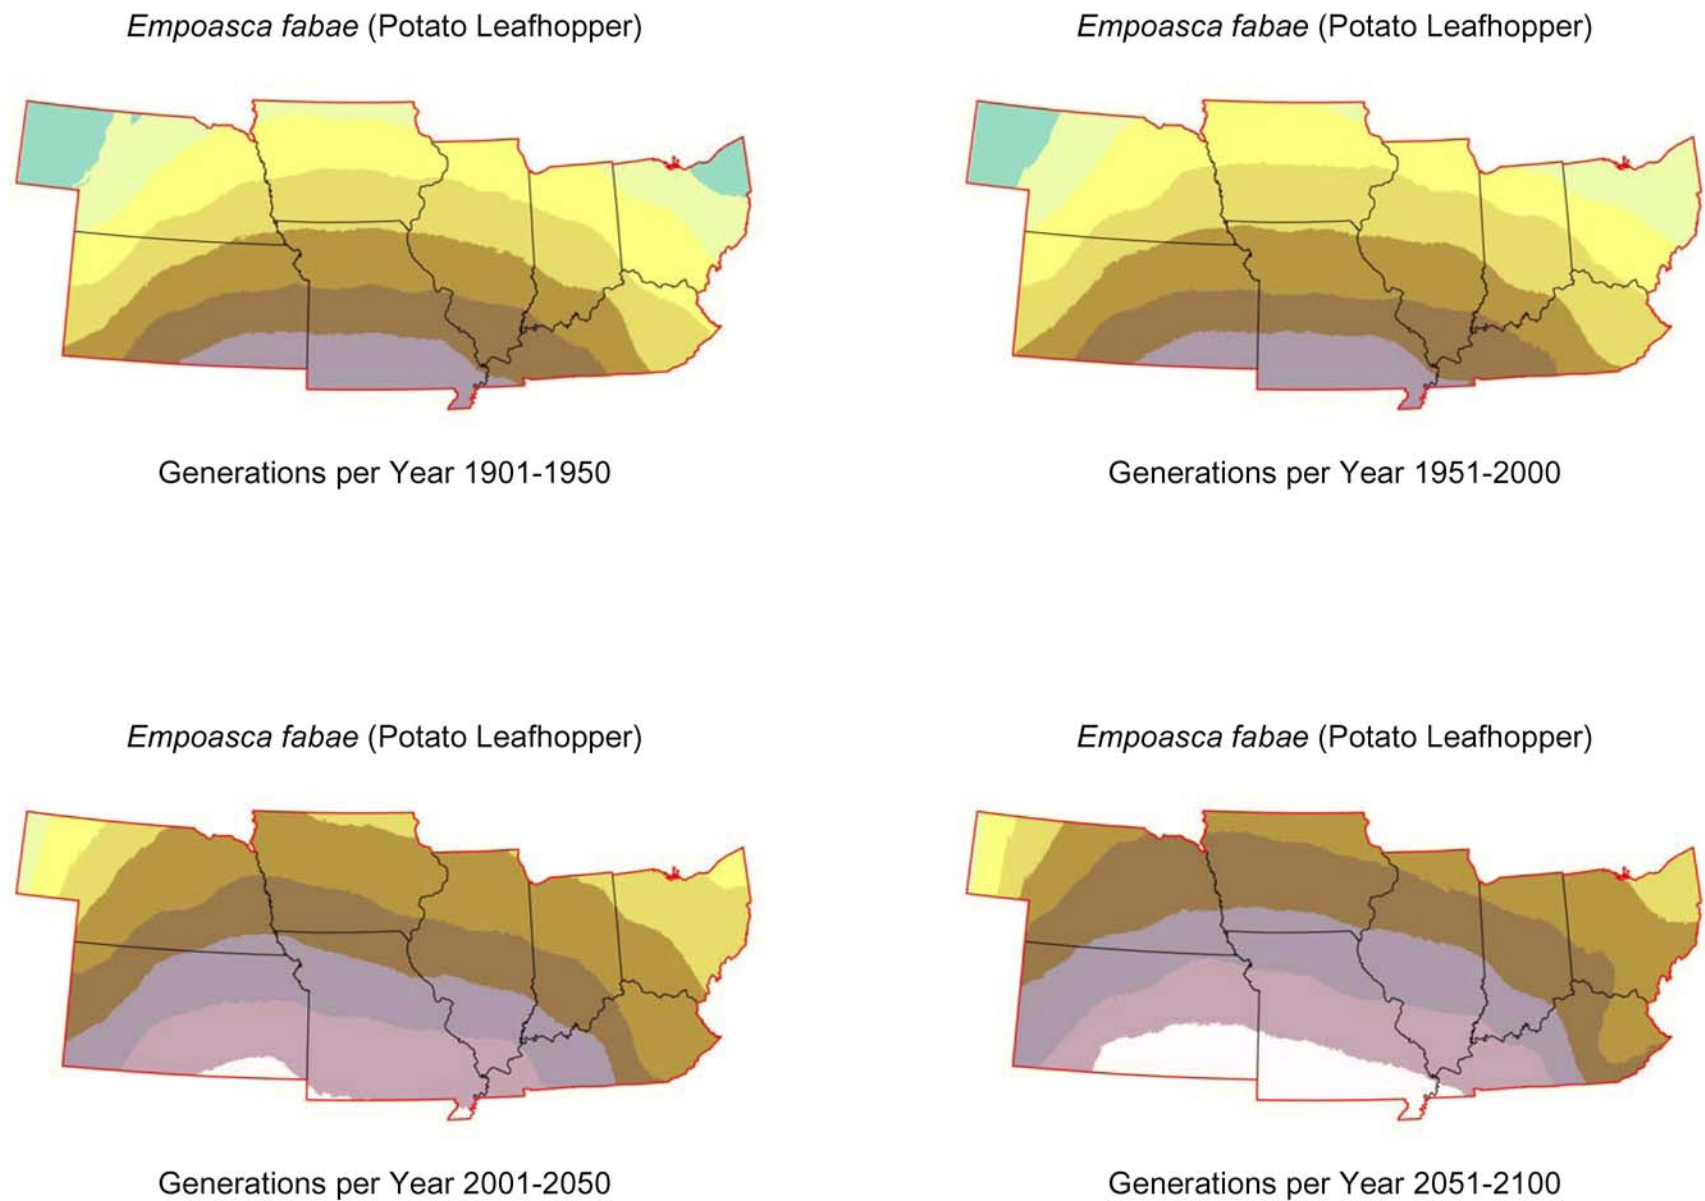 Empoasca fabae (Potato Leafhopper)
Empoasca fabae (Potato Leafhopper)
Generations per Year 1901-1950
Generations per Year 1951-2000
Empoasca fabae (Potato Leafhopper)
Empoasca fabae (Potato Leafhopper)
Generations per Year 2001-2050
Generations per Year 2051-2100